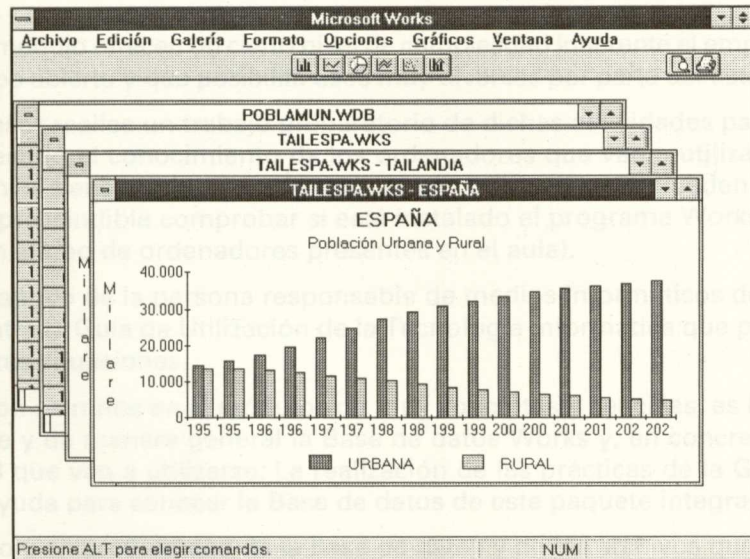 Microsoft Works
Archivo Edición Galería Formato Opciones Gráficos Ventana Ayuda
POBLAMUN.WDB
TAILESPA.WKS
TAILESPA.WKS - TAILANDIA
TAILESPA.WKS - ESPAÑA
ESPAÑA
Población Urbana y Rural
Milare
Miare
40.000
30.000
20.000
10.000
0
195 195 196 196 197 197 198 198 199 199 200 200 201 201 202 202
URBANA RURAL
Presione ALT para elegir comandos. NUM